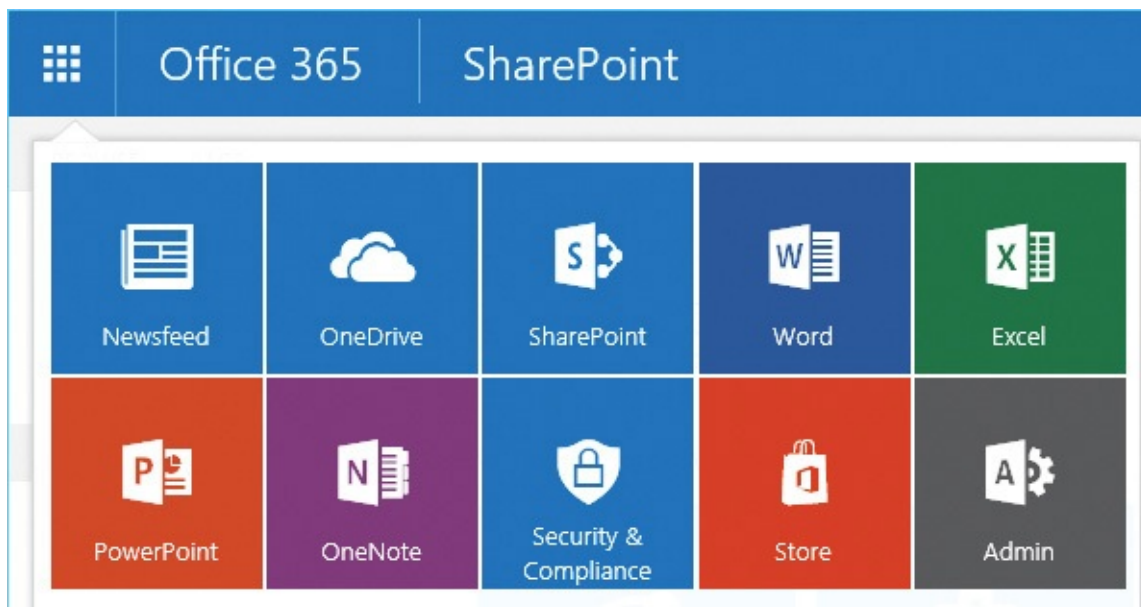 Office 365
SharePoint
Newsfeed
OneDrive
S
SharePoint
W
Word
X
Excel
P
PowerPoint
N
OneNote
Security &
Compliance
Store
A
Admin